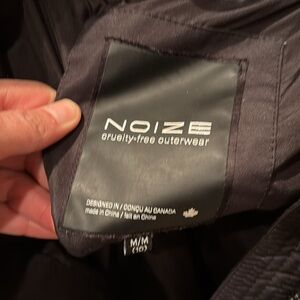 NOIZE
cruelty-free outerwear
DESIGNED IN / CONÇU AU CANADA
made in China / fait en Chine
M/M
(10)